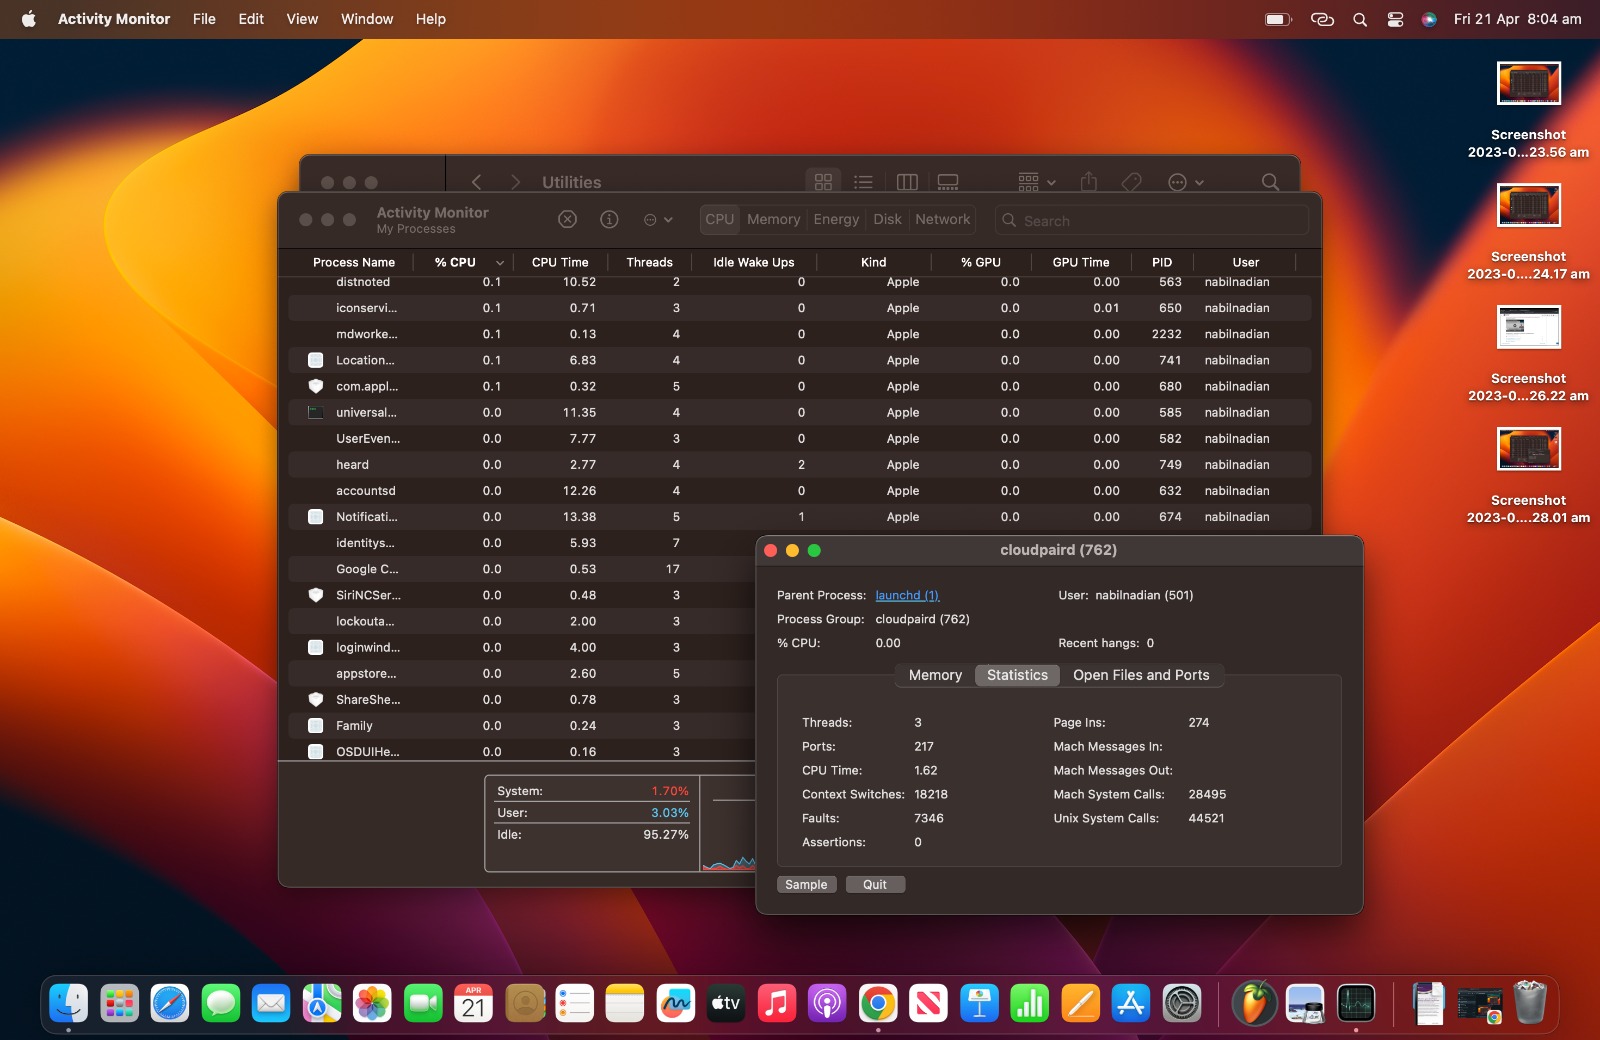 Activity Monitor File Edit View Window Help Fri 21 Apr 8:04 am
Screenshot
2023-0...23.56 am
Screenshot
2023-0....24.17 am
Screenshot
2023-0...26.22 am
Screenshot
2023-0....28.01 am
Utilities
Activity Monitor
My Processes
CPU Memory Energy Disk Network Search
Process Name % CPU CPU Time Threads Idle Wake Ups Kind % GPU GPU Time PID User
distnoted 0.1 10.52 2 0 Apple 0.0 0.00 563 nabilnadian
iconservi... 0.1 0.71 3 0 Apple 0.0 0.01 650 nabilnadian
mdworke... 0.1 0.13 4 0 Apple 0.0 0.00 2232 nabilnadian
Location... 0.1 6.83 4 0 Apple 0.0 0.00 741 nabilnadian
com.appl... 0.1 0.32 5 0 Apple 0.0 0.00 680 nabilnadian
universal... 0.0 11.35 4 0 Apple 0.0 0.00 585 nabilnadian
UserEven... 0.0 7.77 3 0 Apple 0.0 0.00 582 nabilnadian
heard 0.0 2.77 4 2 Apple 0.0 0.00 749 nabilnadian
accountsd 0.0 12.26 4 0 Apple 0.0 0.00 632 nabilnadian
Notificati... 0.0 13.38 5 1 Apple 0.0 0.00 674 nabilnadian
identitys... 0.0 5.93 7
Google C... 0.0 0.53 17
SiriNCSer... 0.0 0.48 3
lockouta... 0.0 2.00 3
loginwind... 0.0 4.00 3
appstore... 0.0 2.60 5
ShareShe... 0.0 0.78 3
Family 0.0 0.24 3
OSDUIHe... 0.0 0.16 3
System: 1.70%
User: 3.03%
Idle: 95.27%
cloudpaird (762)
Parent Process: launchd (1) User: nabilnadian (501)
Process Group: cloudpaird (762)
% CPU: 0.00 Recent hangs: 0
Memory Statistics Open Files and Ports
Threads: 3 Page Ins: 274
Ports: 217 Mach Messages In:
CPU Time: 1.62 Mach Messages Out:
Context Switches: 18218 Mach System Calls: 28495
Faults: 7346 Unix System Calls: 44521
Assertions: 0
Sample Quit
APR
21
tv